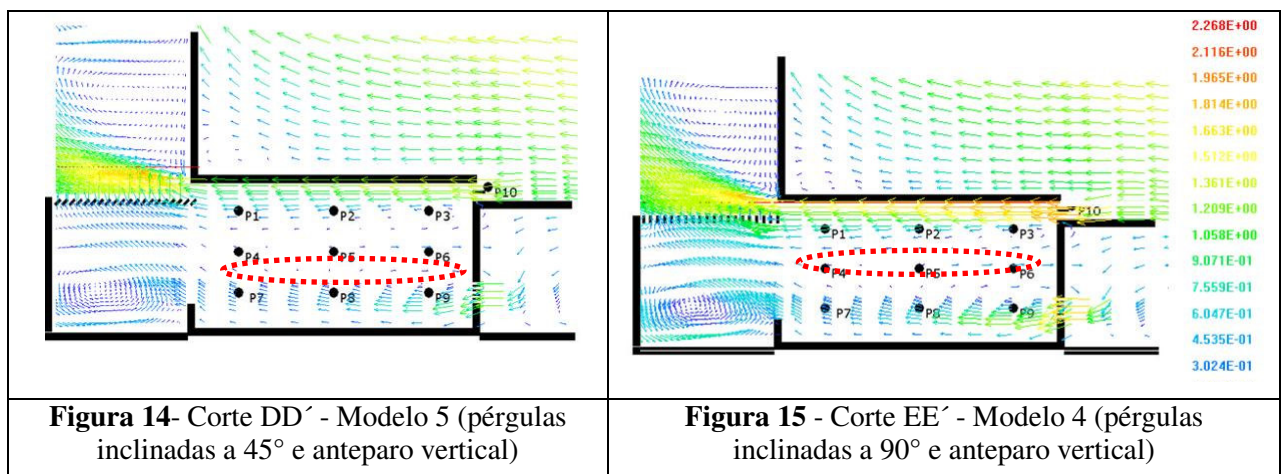 P10
P1 P2 P3
P4 P5 P6
P7 P8 P9
P10
P1 P2 P3
P4 P5 P6
P7 P8 P9
2.268E+00
2.116E+00
1.965E+00
1.814E+00
1.663E+00
1.512E+00
1.361E+00
1.209E+00
1.058E+00
9.071E-01
7.559E-01
6.047E-01
4.535E-01
3.024E-01
Figura 14- Corte DD´ - Modelo 5 (pérgulas
inclinadas a 45° e anteparo vertical)
Figura 15 - Corte EE´ - Modelo 4 (pérgulas
inclinadas a 90° e anteparo vertical)